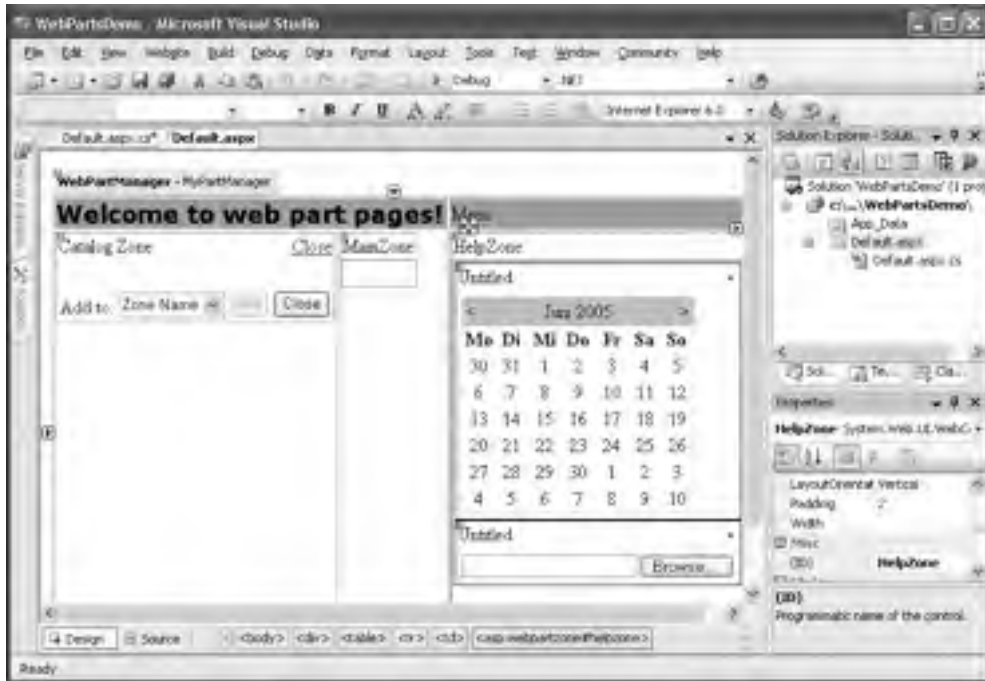 WebPartsDemo - Microsoft Visual Studio
File Edit View Website Build Debug Data Format Layout Tools Test Window Community Help
Debug .NET
B I U A Internet Explorer 6.0
Default.aspx.cs* Default.aspx
Solution Explorer - Soluti...
WebPartManager - MyPartManager
Solution 'WebPartsDemo' (1 proj
c:\...\WebPartsDemo\
App_Data
Default.aspx
Default.aspx.cs
Welcome to web part pages! Menu
Catalog Zone Close MainZone HelpZone
Untitled
Add to: Zone Name Close
< Juni 2005 >
Mo Di Mi Do Fr Sa So
30 31 1 2 3 4 5
6 7 8 9 10 11 12
13 14 15 16 17 18 19
20 21 22 23 24 25 26
27 28 29 30 1 2 3
4 5 6 7 8 9 10
Untitled
Browse...
Sol... Te... Cla...
Properties
HelpZone System.Web.UI.WebC
LayoutOrientat Vertical
Padding 2
Width
Misc
(ID) HelpZone
(ID)
Programmatic name of the control.
Design Source <body> <div> <table> <tr> <td> <asp:webpartzone#helpzone>
Ready